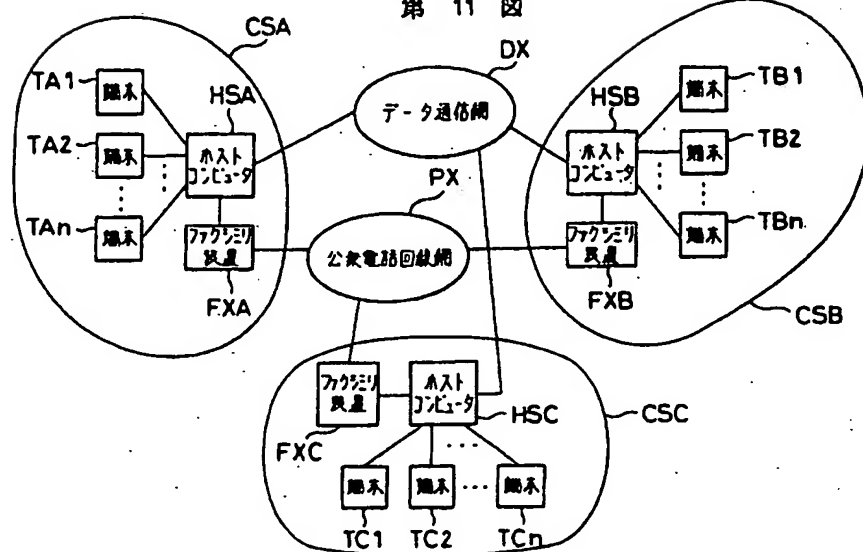 第 11 図
CSA
DX
TA1
端末
HSA
データ通信網
HSB
端末
TB1
TA2
端末
ホスト
コンピュータ
ホスト
コンピュータ
端末
TB2
PX
TAn
端末
ファクシミリ
装置
公衆電話回線網
ファクシミリ
装置
端末
TBn
FXA
FXB
CSB
ファクシミリ
装置
ホスト
コンピュータ
HSC
CSC
FXC
端末
端末
端末
TC1
TC2
TCn